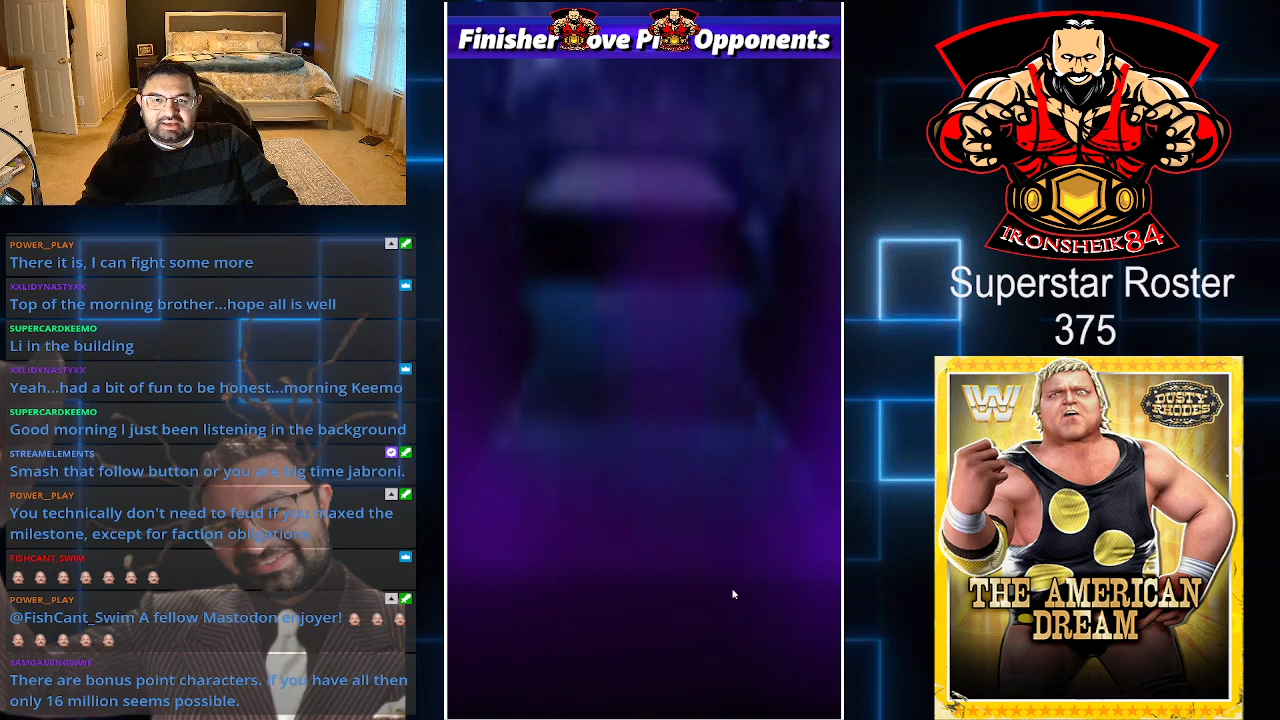 Finisher ove Pi Opponents
POWER__PLAY
There it is, I can fight some more
XXLIDYNASTYXX
Top of the morning brother...hope all is well
SUPERCARDKEEMO
Li in the building
XXLIDYNASTYXX
Yeah...had a bit of fun to be honest...morning Keemo
SUPERCARDKEEMO
Good morning I just been listening in the background
STREAMELEMENTS
Smash that follow button or you are big time jabroni.
POWER__PLAY
You technically don't need to feud if you maxed the
milestone, except for faction obligations
FISHCANT_SWIM
POWER__PLAY
@FishCant_Swim A fellow Mastodon enjoyer!
SAMGAMINGWWE
There are bonus point characters. If you have all then
only 16 million seems possible.
IRONSHEIK84
Superstar Roster
375
W
DUSTY
RHODES
THE AMERICAN
DREAM